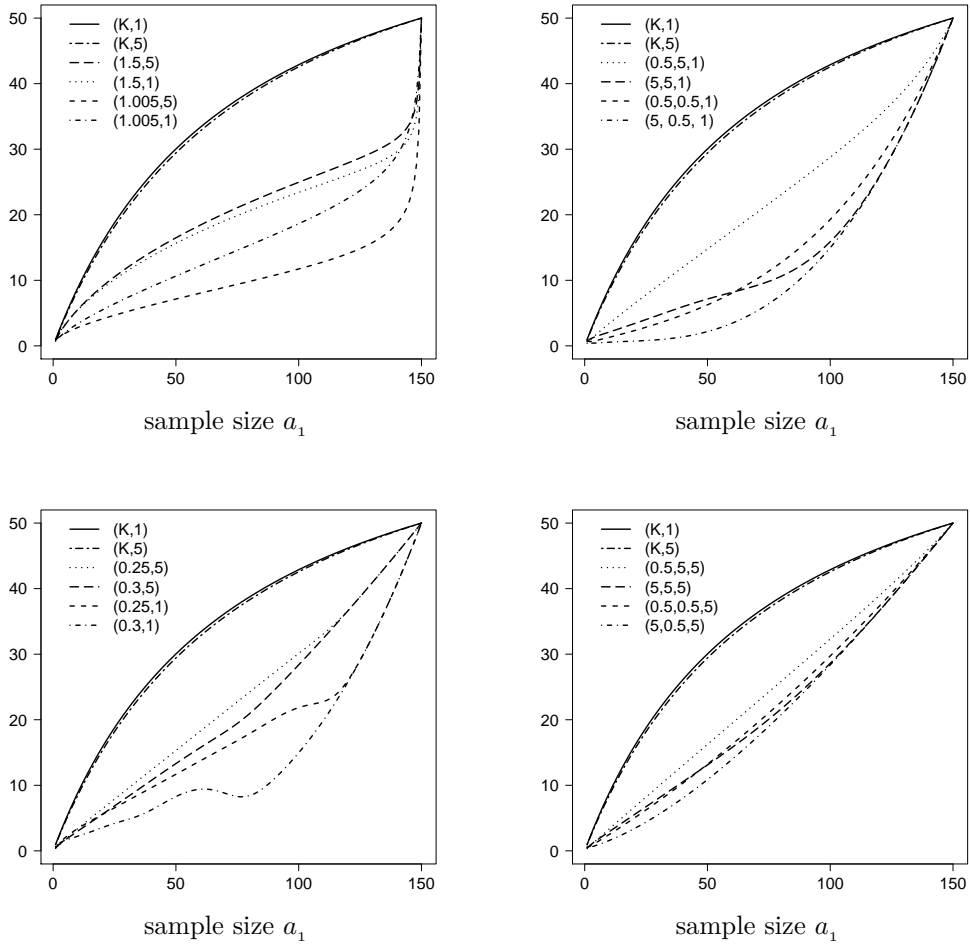 50
40
30
20
10
0
(K,1)
(K,5)
(1.5,5)
(1.5,1)
(1.005,5)
(1.005,1)
0 50 100 150
sample size a₁
50
40
30
20
10
0
(K,1)
(K,5)
(0.5,5,1)
(5,5,1)
(0.5,0.5,1)
(5, 0.5, 1)
0 50 100 150
sample size a₁
50
40
30
20
10
0
(K,1)
(K,5)
(0.25,5)
(0.3,5)
(0.25,1)
(0.3,1)
0 50 100 150
sample size a₁
50
40
30
20
10
0
(K,1)
(K,5)
(0.5,5,5)
(5,5,5)
(0.5,0.5,5)
(5,0.5,5)
0 50 100 150
sample size a₁